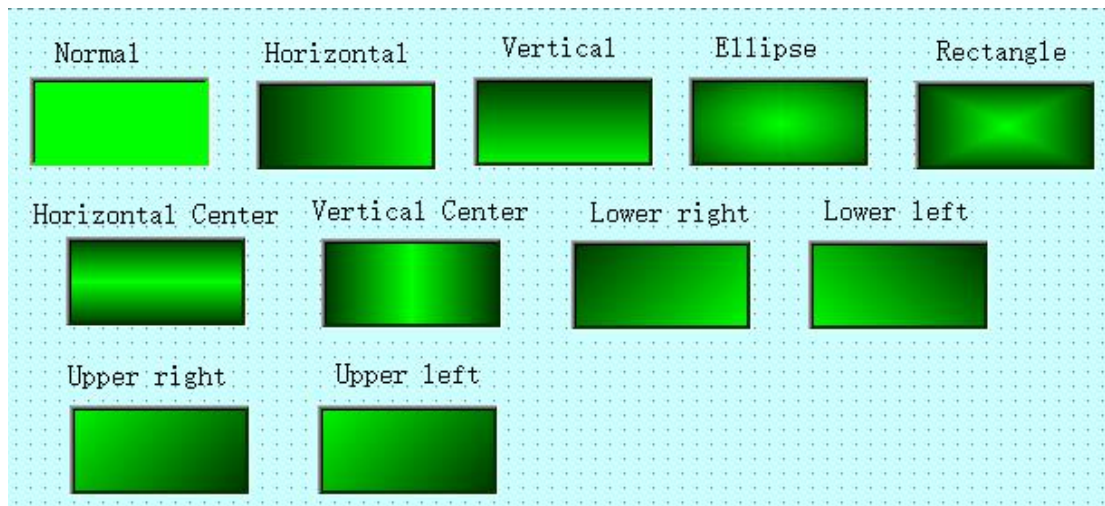 Normal
Horizontal
Vertical
Ellipse
Rectangle
Horizontal Center
Vertical Center
Lower right
Lower left
Upper right
Upper left